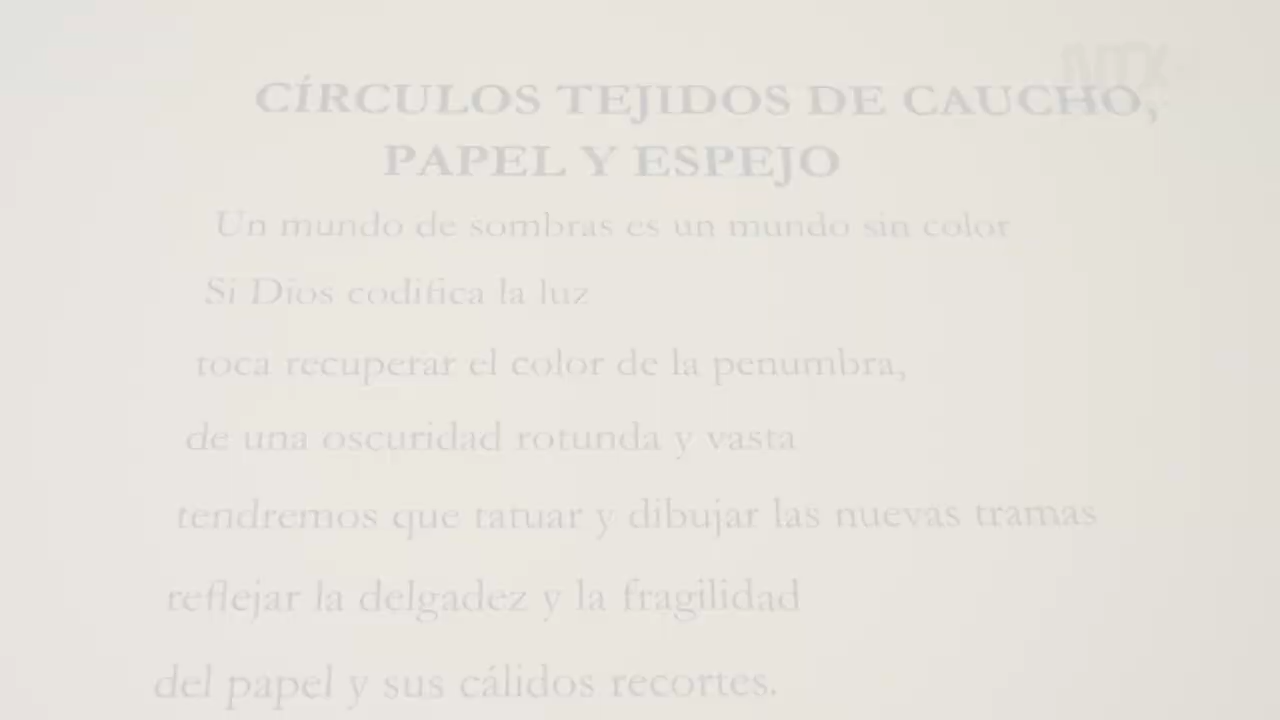 CÍRCULOS TEJIDOS DE CAUCHO,
PAPEL Y ESPEJO
Un mundo de sombras es un mundo sin color
Si Dios codifica la luz
toca recuperar el color de la penumbra,
de una oscuridad rotunda y vasta
tendremos que tatuar y dibujar las nuevas tramas
reflejar la delgadez y la fragilidad
del papel y sus cálidos recortes.